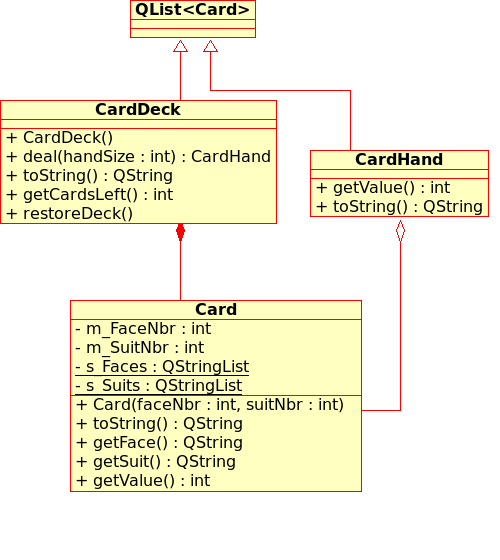 QList<Card>
CardDeck
+ CardDeck()
+ deal(handSize : int) : CardHand
+ toString() : QString
+ getCardsLeft() : int
+ restoreDeck()
CardHand
+ getValue() : int
+ toString() : QString
Card
- m_FaceNbr : int
- m_SuitNbr : int
- s_Faces : QStringList
- s_Suits : QStringList
+ Card(faceNbr : int, suitNbr : int)
+ toString() : QString
+ getFace() : QString
+ getSuit() : QString
+ getValue() : int